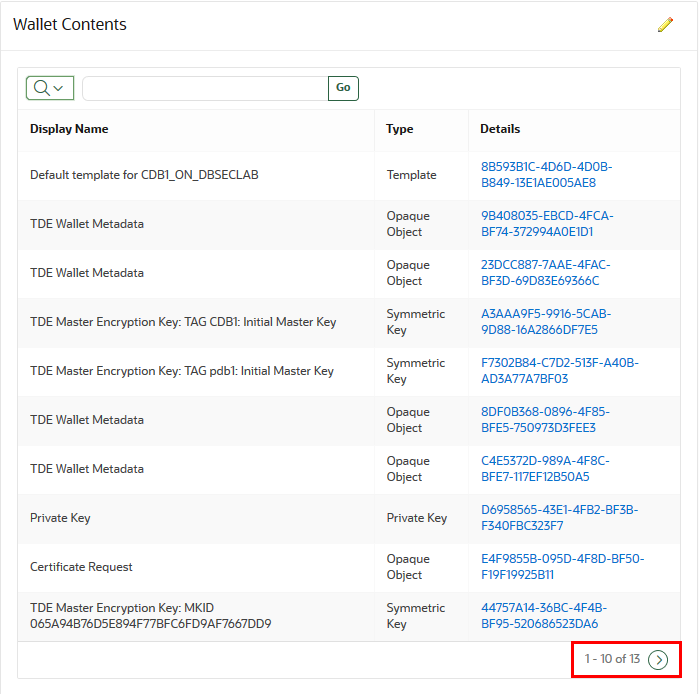 Wallet Contents
Go
Display Name Type Details
Default template for CDB1_ON_DBSECLAB Template 8B593B1C-4D6D-4D0B-
B849-13E1AE005AE8
TDE Wallet Metadata Opaque Object 9B408035-EBCD-4FCA-
BF74-372994A0E1D1
TDE Wallet Metadata Opaque Object 23DCC887-7AAE-4FAC-
BF3D-69D83E69366C
TDE Master Encryption Key: TAG CDB1: Initial Master Key Symmetric Key A3AAA9F5-9916-5CAB-
9D88-16A2866DF7E5
TDE Master Encryption Key: TAG pdb1: Initial Master Key Symmetric Key F7302B84-C7D2-513F-A40B-
AD3A77A7BF03
TDE Wallet Metadata Opaque Object 8DF0B368-0896-4F85-
BFE5-750973D3FEE3
TDE Wallet Metadata Opaque Object C4E5372D-989A-4F8C-
BFE7-117EF12B50A5
Private Key Private Key D6958565-43E1-4FB2-BF3B-
F340FBC323F7
Certificate Request Opaque Object E4F9855B-095D-4F8D-BF50-
F19F19925B11
TDE Master Encryption Key: MKID Symmetric 44757A14-36BC-4F4B-
065A94B76D5E894F77BFC6FD9AF7667DD9 Key BF95-520686523DA6
1 - 10 of 13